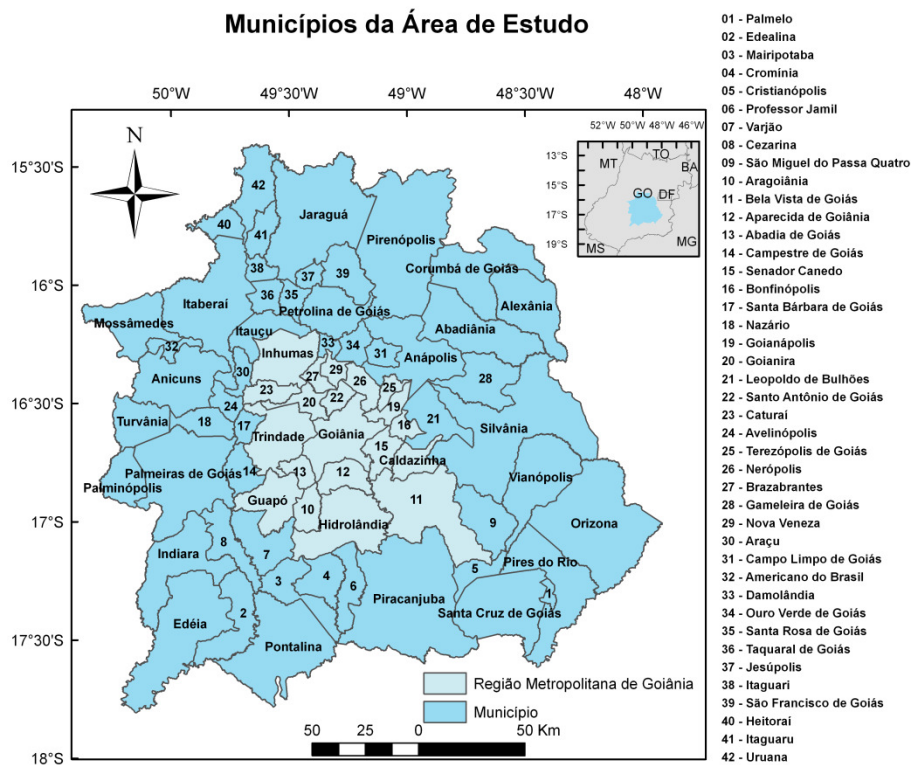 Municípios da Área de Estudo
50°W 49°30'W 49°W 48°30'W 48°W
N
15°30'S
16°S
16°30'S
17°S
17°30'S
18°S
52°W 50°W 48°W 46°W
13°S
15°S
17°S
19°S
MT
TO
BA
GO
DF
MS
MG
42
Jaraguá
40
41
Pirenópolis
38
37
39
Corumbá de Goiás
36
35
Itaberaí
Petrolina de Goiás
Alexânia
Mossâmedes
Itauçu
Abadiânia
32
33
34
31
Inhumas
Anápolis
30
29
28
Anicuns
27
26
25
23
22
24
20
19
Turvânia
18
17
16
21
Silvânia
Trindade
Goiânia
15
Caldazinha
Palmeiras de Goiás
14
13
12
Vianópolis
Palminópolis
Guapó
11
10
Hidrolândia
9
Orizona
8
Indiara
7
5
Pires do Rio
3
4
6
Piracanjuba
1
Santa Cruz de Goiás
2
Edéia
Pontalina
Região Metropolitana de Goiânia
Município
50 25 0 50 Km
01 - Palmelo
02 - Edealina
03 - Mairipotaba
04 - Cromínia
05 - Cristianópolis
06 - Professor Jamil
07 - Varjão
08 - Cezarina
09 - São Miguel do Passa Quatro
10 - Aragoiânia
11 - Bela Vista de Goiás
12 - Aparecida de Goiânia
13 - Abadia de Goiás
14 - Campestre de Goiás
15 - Senador Canedo
16 - Bonfinópolis
17 - Santa Bárbara de Goiás
18 - Nazário
19 - Goianápolis
20 - Goianira
21 - Leopoldo de Bulhões
22 - Santo Antônio de Goiás
23 - Caturaí
24 - Avelinópolis
25 - Terezópolis de Goiás
26 - Nerópolis
27 - Brazabrantes
28 - Gameleira de Goiás
29 - Nova Veneza
30 - Araçu
31 - Campo Limpo de Goiás
32 - Americano do Brasil
33 - Damolândia
34 - Ouro Verde de Goiás
35 - Santa Rosa de Goiás
36 - Taquaral de Goiás
37 - Jesúpolis
38 - Itaguari
39 - São Francisco de Goiás
40 - Heitoraí
41 - Itaguaru
42 - Uruana